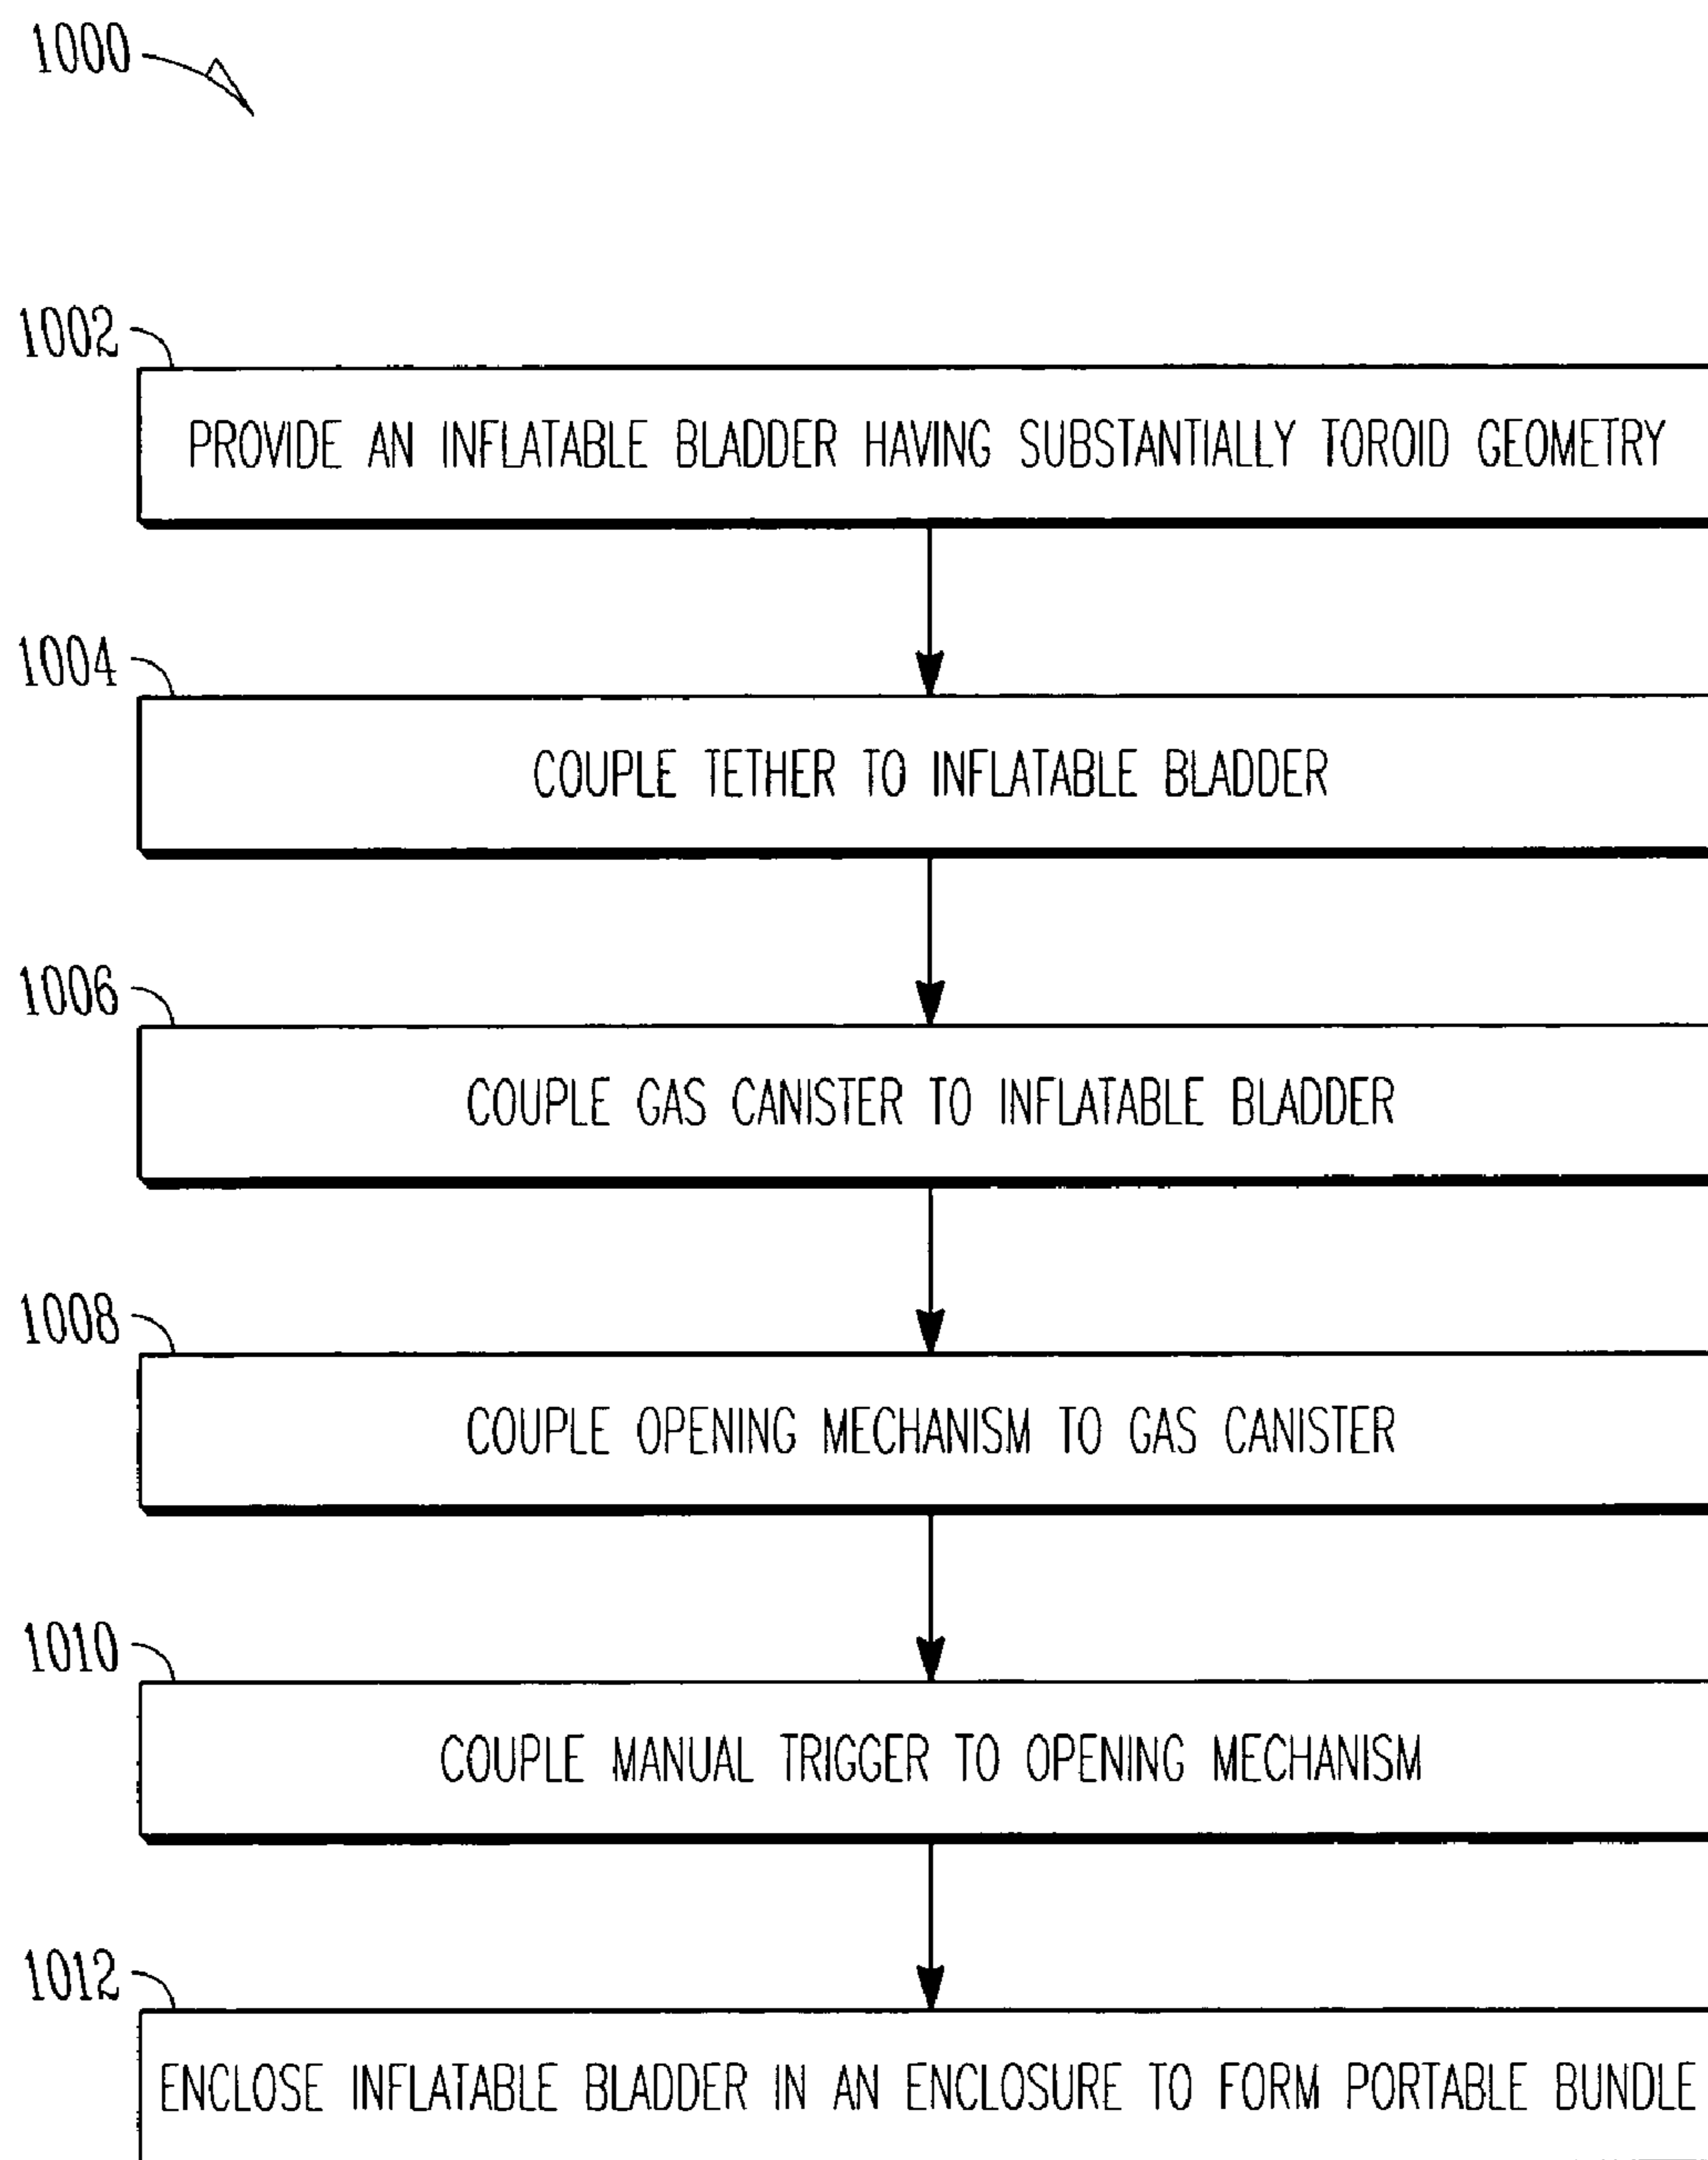 1000
1002
PROVIDE AN INFLATABLE BLADDER HAVING SUBSTANTIALLY TOROID GEOMETRY
1004
COUPLE TETHER TO INFLATABLE BLADDER
1006
COUPLE GAS CANISTER TO INFLATABLE BLADDER
1008
COUPLE OPENING MECHANISM TO GAS CANISTER
1010
COUPLE MANUAL TRIGGER TO OPENING MECHANISM
1012
ENCLOSE INFLATABLE BLADDER IN AN ENCLOSURE TO FORM PORTABLE BUNDLE